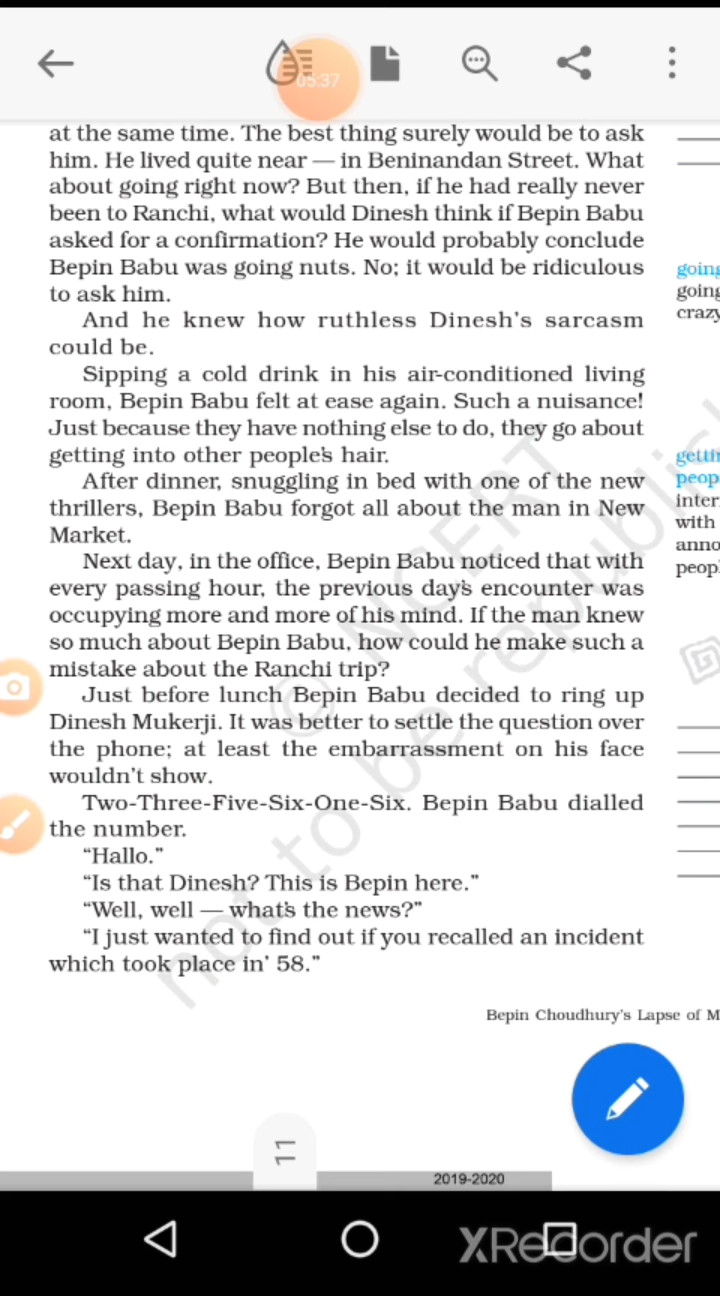 05:37
at the same time. The best thing surely would be to ask
him. He lived quite near — in Beninandan Street. What
about going right now? But then, if he had really never
been to Ranchi, what would Dinesh think if Bepin Babu
asked for a confirmation? He would probably conclude
Bepin Babu was going nuts. No; it would be ridiculous
to ask him.
And he knew how ruthless Dinesh's sarcasm
could be.
Sipping a cold drink in his air-conditioned living
room, Bepin Babu felt at ease again. Such a nuisance!
Just because they have nothing else to do, they go about
getting into other people's hair.
After dinner, snuggling in bed with one of the new
thrillers, Bepin Babu forgot all about the man in New
Market.
Next day, in the office, Bepin Babu noticed that with
every passing hour, the previous day's encounter was
occupying more and more of his mind. If the man knew
so much about Bepin Babu, how could he make such a
mistake about the Ranchi trip?
Just before lunch Bepin Babu decided to ring up
Dinesh Mukerji. It was better to settle the question over
the phone; at least the embarrassment on his face
wouldn't show.
Two-Three-Five-Six-One-Six. Bepin Babu dialled
the number.
“Hallo.”
“Is that Dinesh? This is Bepin here.”
“Well, well — what's the news?”
“I just wanted to find out if you recalled an incident
which took place in’ 58.”
going
going
crazy
gettin
peop
inter
with
anno
peopl
© NCERT
not to be republish
Bepin Choudhury's Lapse of M
11
2019-2020
XRecorder